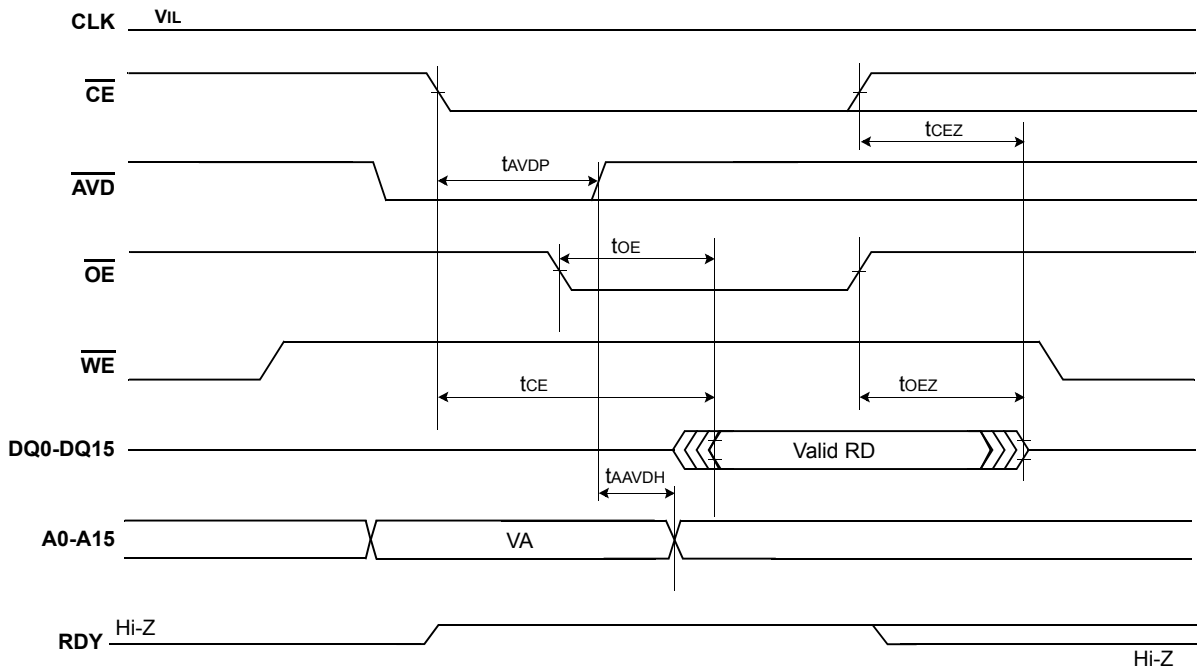 CLK VIL
CE
tCEZ
AVD tAVDP
OE tOE
WE
tCE tOEZ
DQ0-DQ15 Valid RD
tAAVDH
A0-A15 VA
RDY Hi-Z
Hi-Z